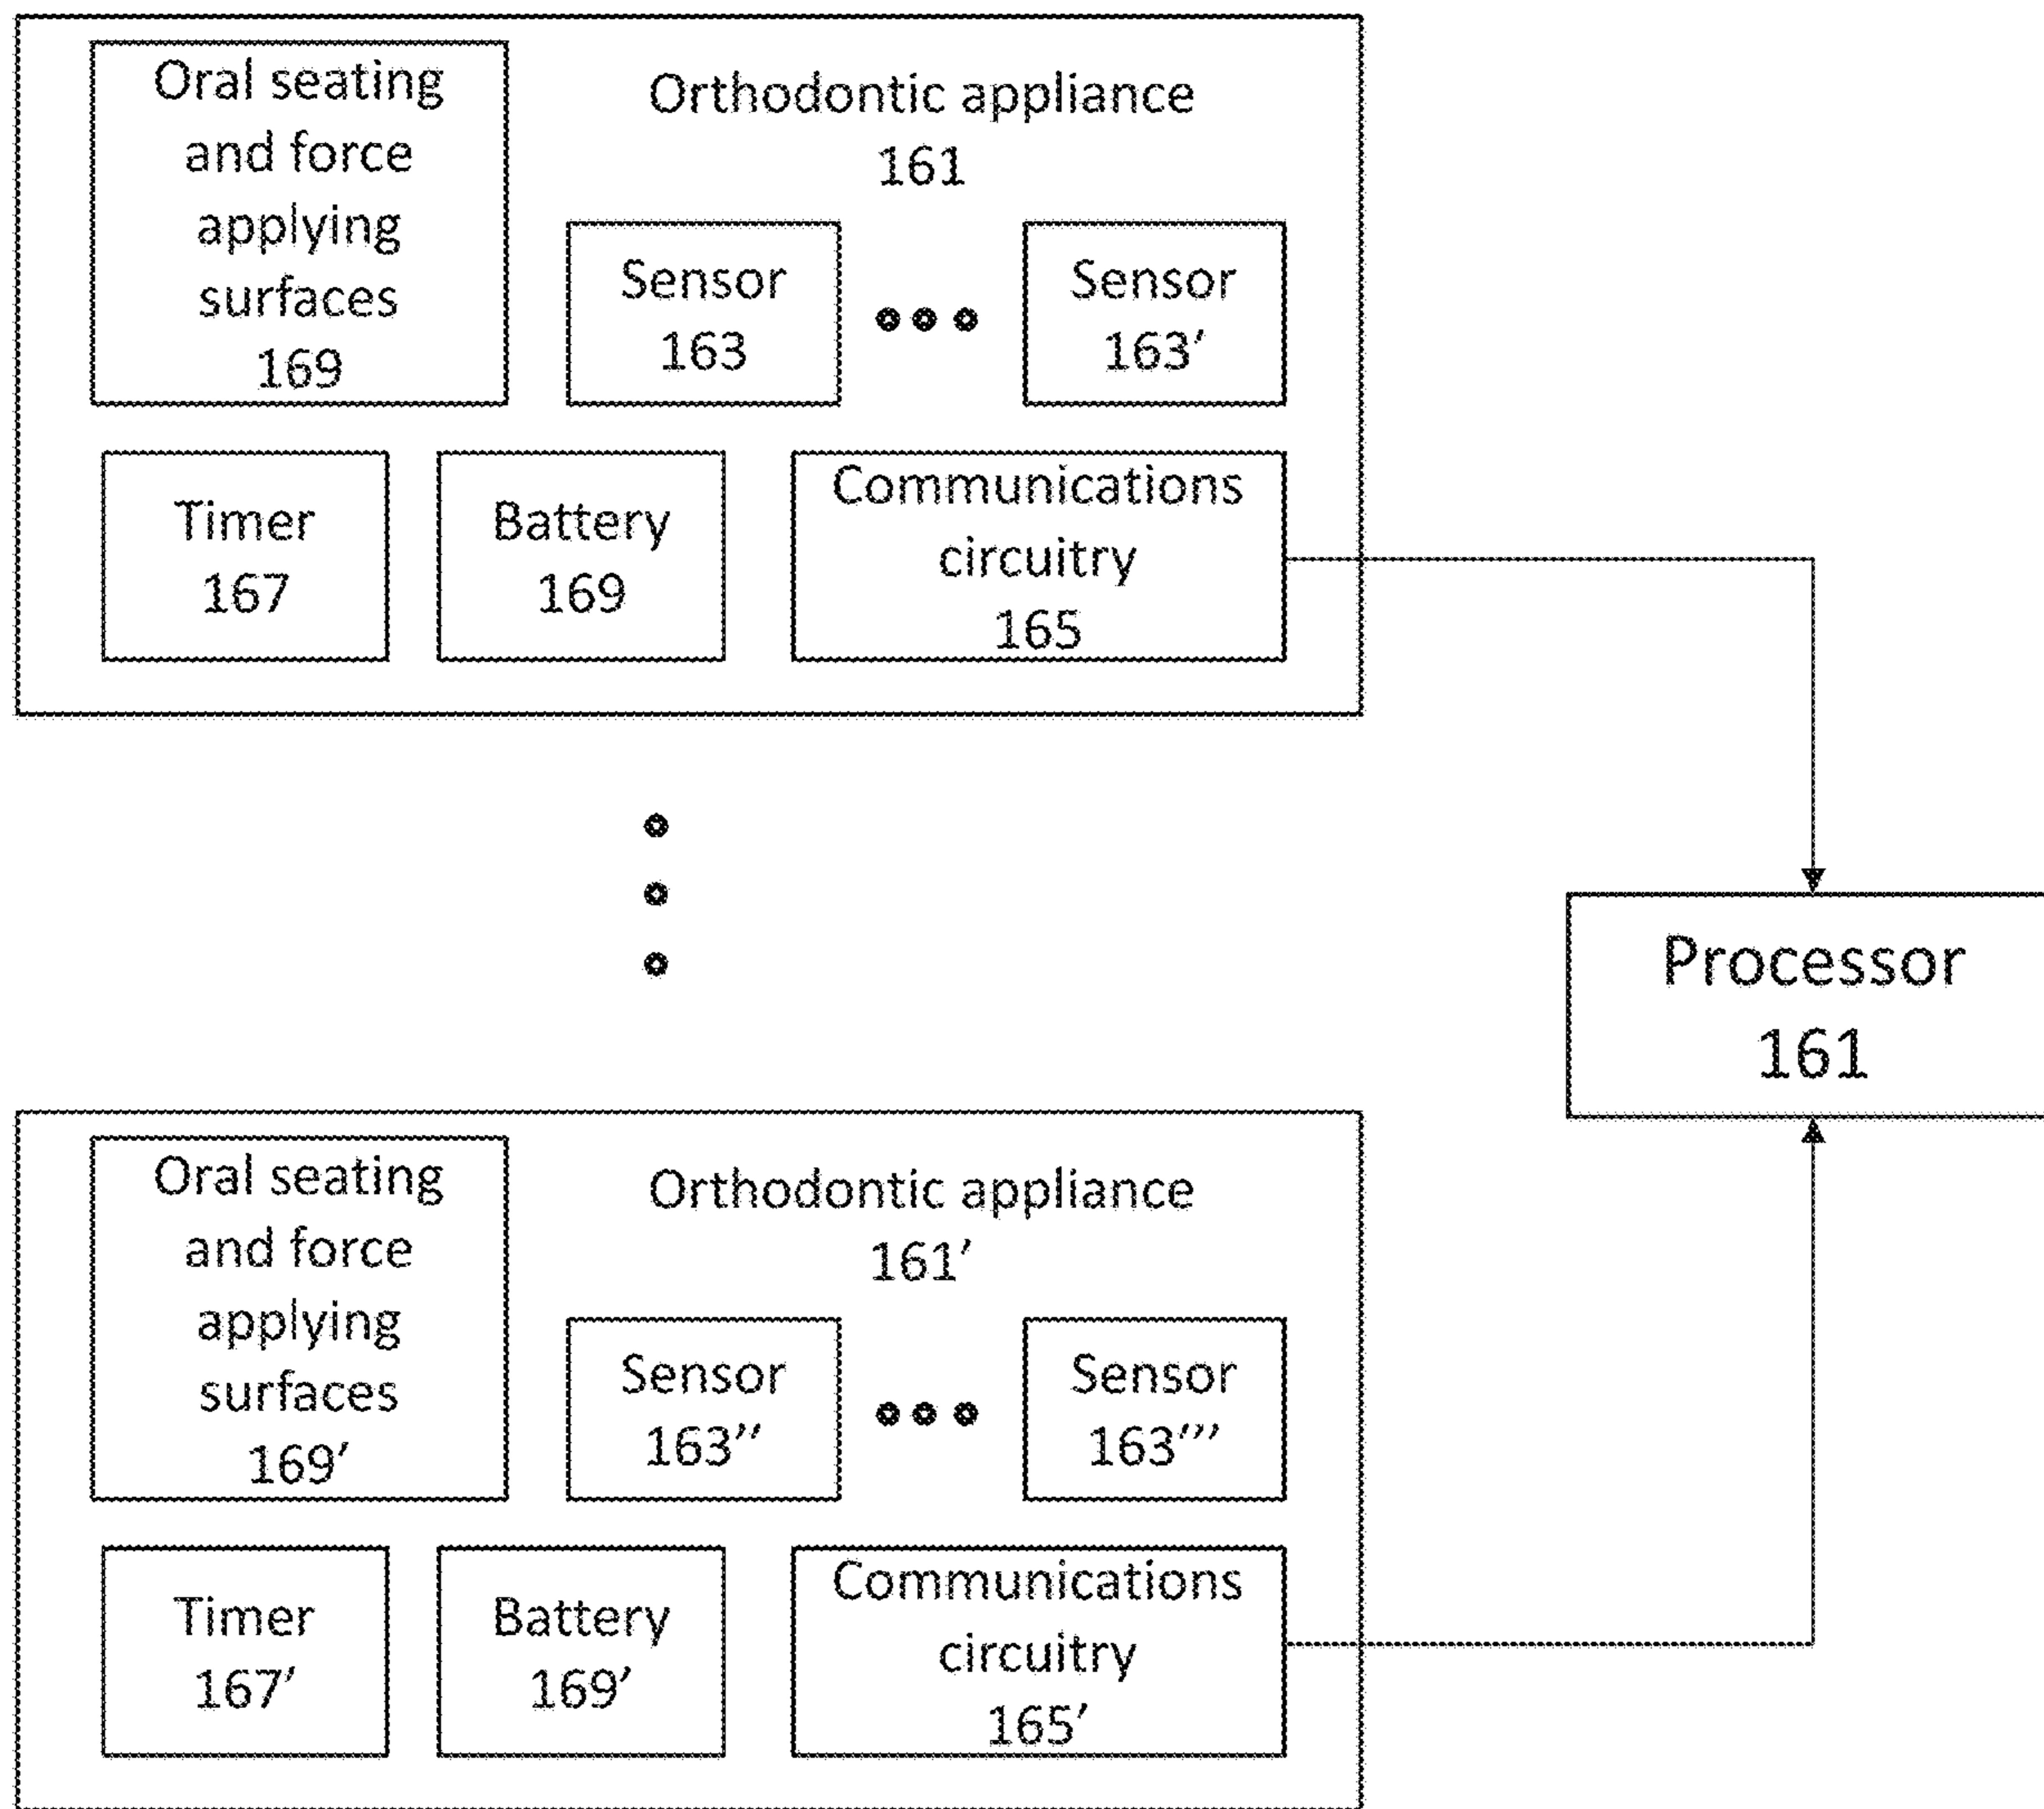 Oral seating
and force
applying
surfaces
169
Orthodontic appliance
161
Sensor
163
Sensor
163′
Timer
167
Battery
169
Communications
circuitry
165
Processor
161
Oral seating
and force
applying
surfaces
169′
Orthodontic appliance
161′
Sensor
163′′
Sensor
163′′′
Timer
167′
Battery
169′
Communications
circuitry
165′